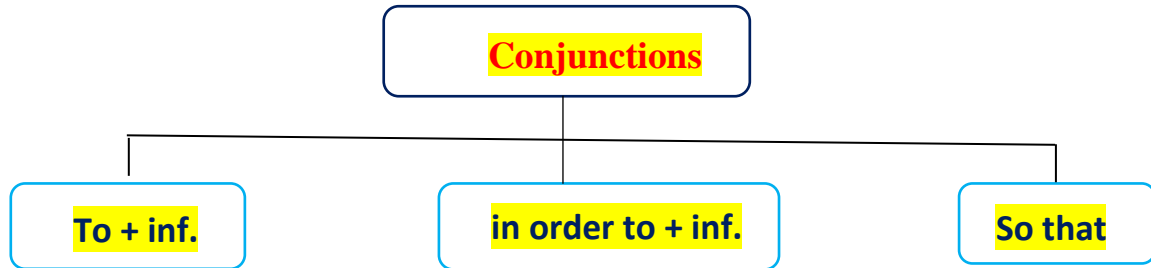 Conjunctions
To + inf.
in order to + inf.
So that